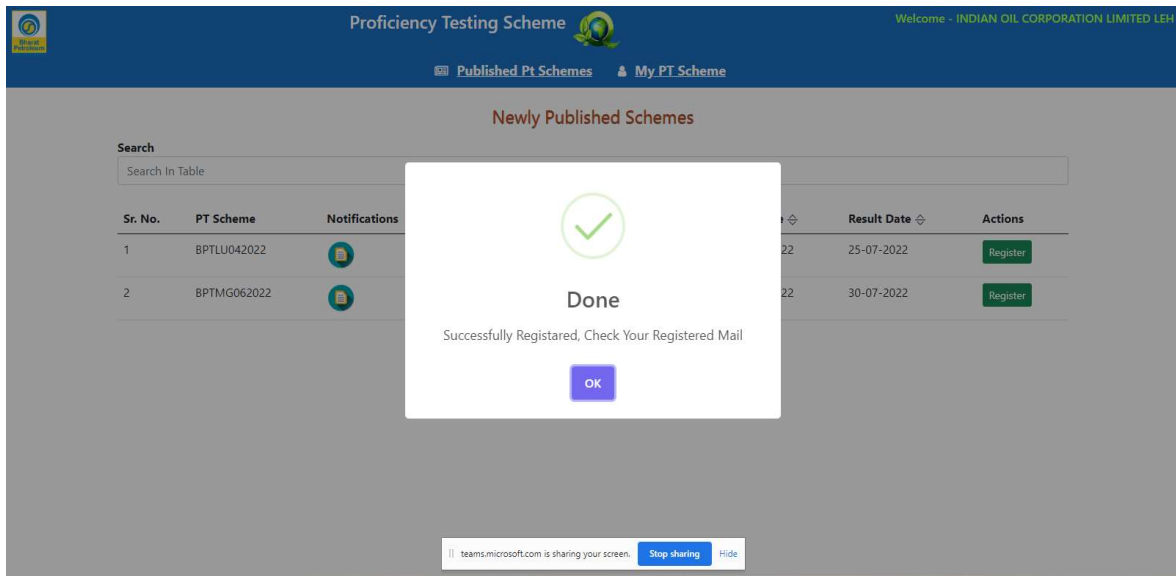 Bharat
Petroleum
Proficiency Testing Scheme
Welcome - INDIAN OIL CORPORATION LIMITED LEH
Published Pt Schemes My PT Scheme
Newly Published Schemes
Search
Search In Table
Sr. No. PT Scheme Notifications Result Date Actions
1 BPTLU042022 22 25-07-2022 Register
2 BPTMG062022 22 30-07-2022 Register
Done
Successfully Registared, Check Your Registered Mail
OK
teams.microsoft.com is sharing your screen. Stop sharing Hide